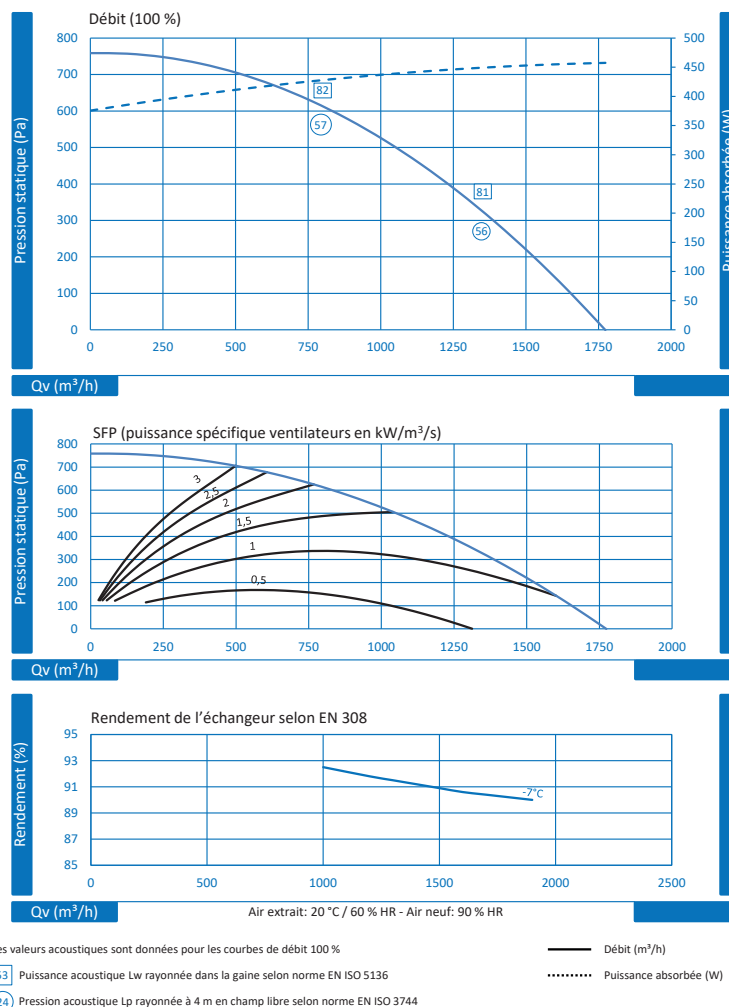 Débit (100 %)
Pression statique (Pa)
800
700
600
500
400
300
200
100
0
500
450
400
350
300
250
200
150
100
50
0
Puissance absorbée (W)
82
57
81
56
0 250 500 750 1000 1250 1500 1750 2000
Qv (m³/h)
SFP (puissance spécifique ventilateurs en kW/m³/s)
Pression statique (Pa)
800
700
600
500
400
300
200
100
0
3
2,5
2
1,5
1
0,5
0 250 500 750 1000 1250 1500 1750 2000
Qv (m³/h)
Rendement de l'échangeur selon EN 308
Rendement (%)
95
93
91
89
87
85
-7°C
0 500 1000 1500 2000 2500
Qv (m³/h)
Air extrait: 20 °C / 60 % HR - Air neuf: 90 % HR
es valeurs acoustiques sont données pour les courbes de débit 100 %
Débit (m³/h)
53 Puissance acoustique Lw rayonnée dans la gaine selon norme EN ISO 5136
Puissance absorbée (W)
24 Pression acoustique Lp rayonnée à 4 m en champ libre selon norme EN ISO 3744